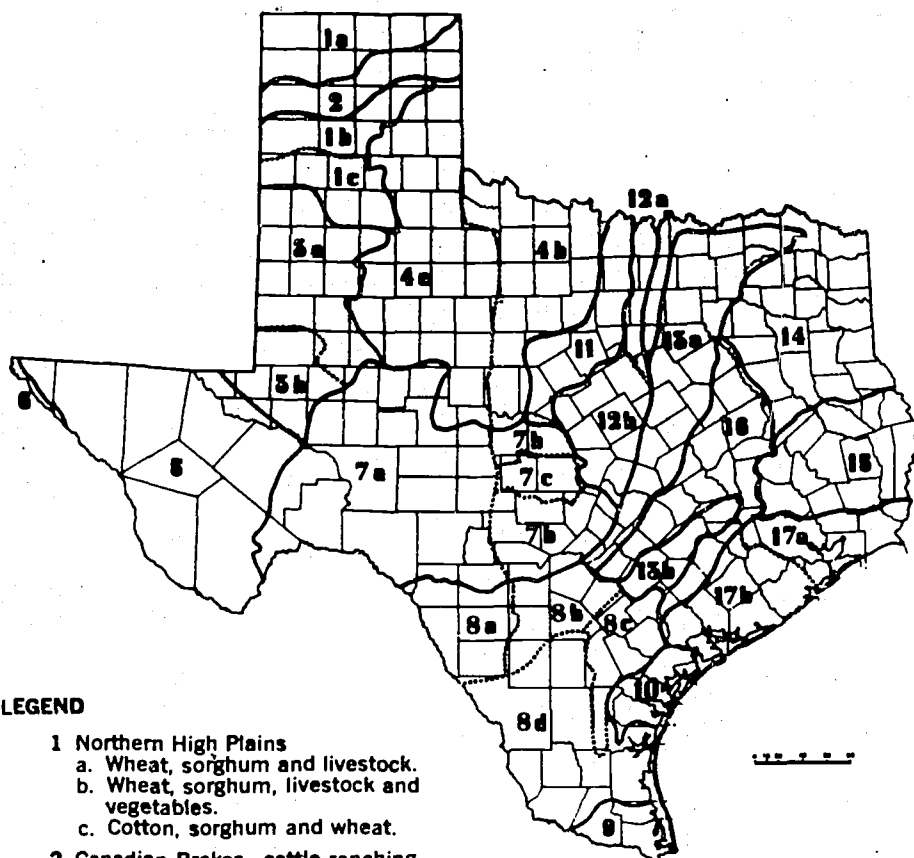 1a
2
1b
1c
12a
3a
4a
4b
14
11
13a
3b
6
12b
16
7b
5
7a
7c
15
7b
17a
13b
17b
8a
8b
8c
10
8d
9
LEGEND
1 Northern High Plains
a. Wheat, sorghum and livestock.
b. Wheat, sorghum, livestock and
vegetables.
c. Cotton, sorghum and wheat.
2 Canadian Brakes cattle ranching